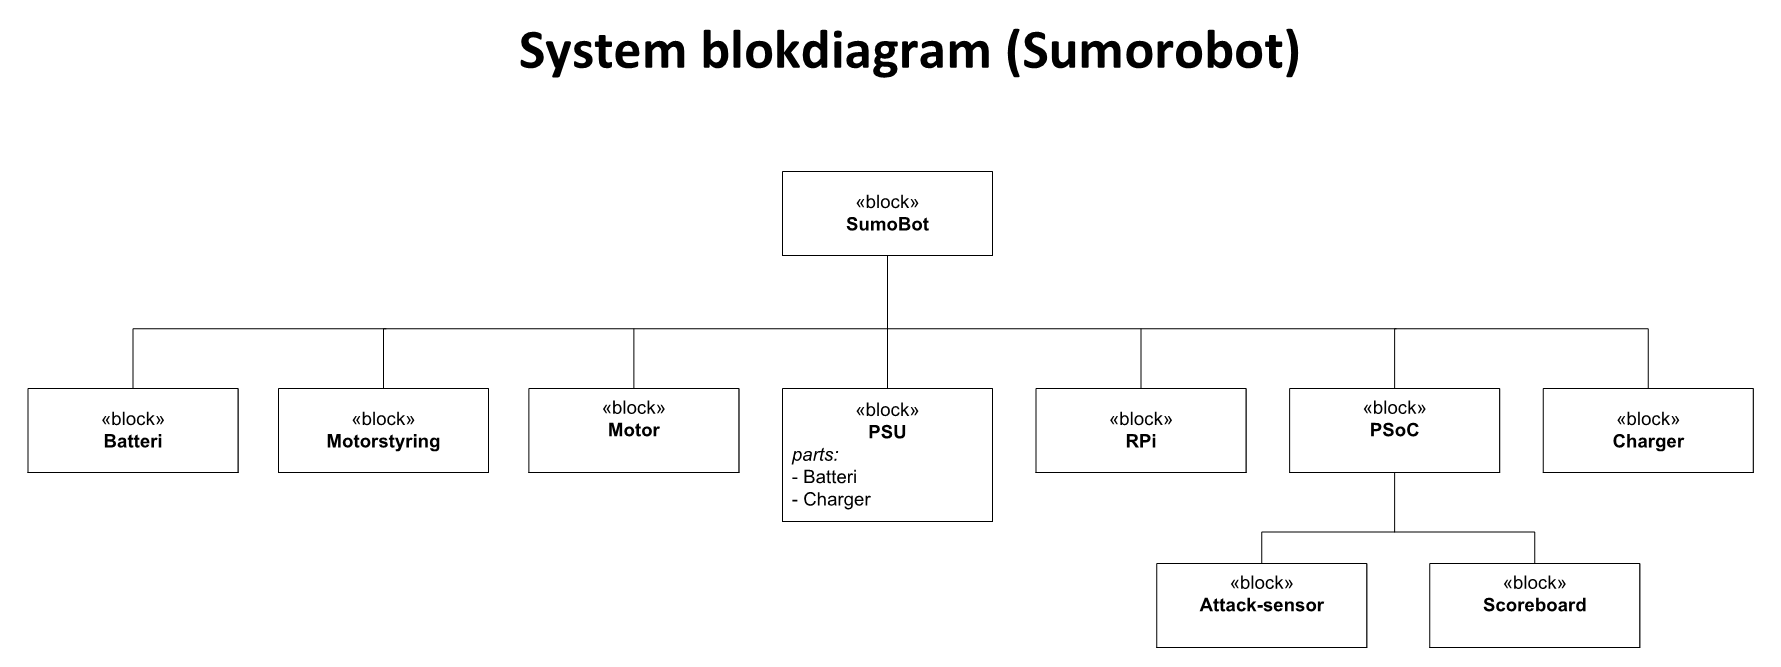 System blokdiagram (Sumorobot)
«block»
SumoBot
«block»
Batteri
«block»
Motorstyring
«block»
Motor
«block»
PSU
parts:
- Batteri
- Charger
«block»
RPi
«block»
PSoC
«block»
Charger
«block»
Attack-sensor
«block»
Scoreboard